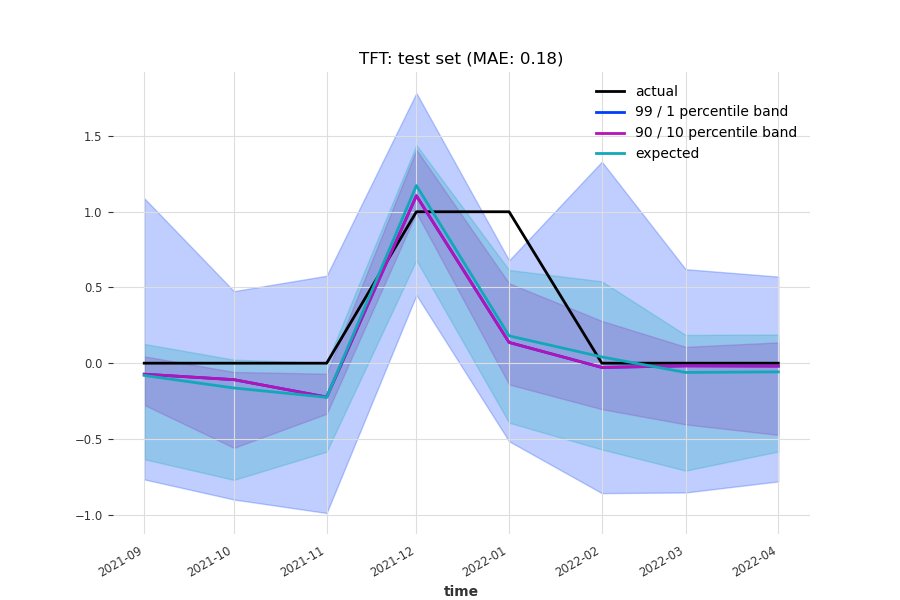 TFT: test set (MAE: 0.18)
actual
99 / 1 percentile band
90 / 10 percentile band
expected
1.5
1.0
0.5
0.0
−0.5
−1.0
2021-09
2021-10
2021-11
2021-12
2022-01
2022-02
2022-03
2022-04
time